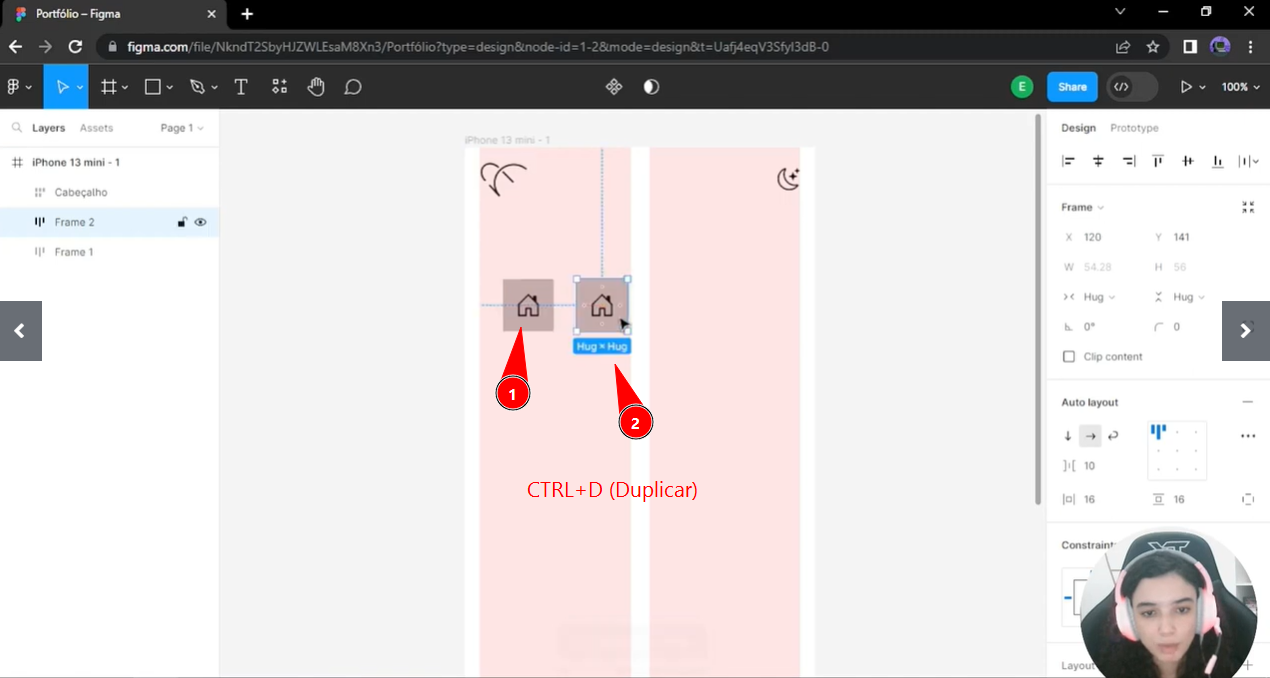 Portfólio – Figma
figma.com/file/NkndT2SbyHJZWLEsaM8Xn3/Portfólio?type=design&node-id=1-2&mode=design&t=Uafj4eqV3SfyI3dB-0
E
Share
100%
Layers Assets Page 1
iPhone 13 mini - 1
Cabeçalho
Frame 2
Frame 1
iPhone 13 mini - 1
Hug × Hug
1
2
CTRL+D (Duplicar)
Design Prototype
Frame
X 120 Y 141
W 54.28 H 56
Hug Hug
0° 0
Clip content
Auto layout
10
16 16
Constraint
Layout